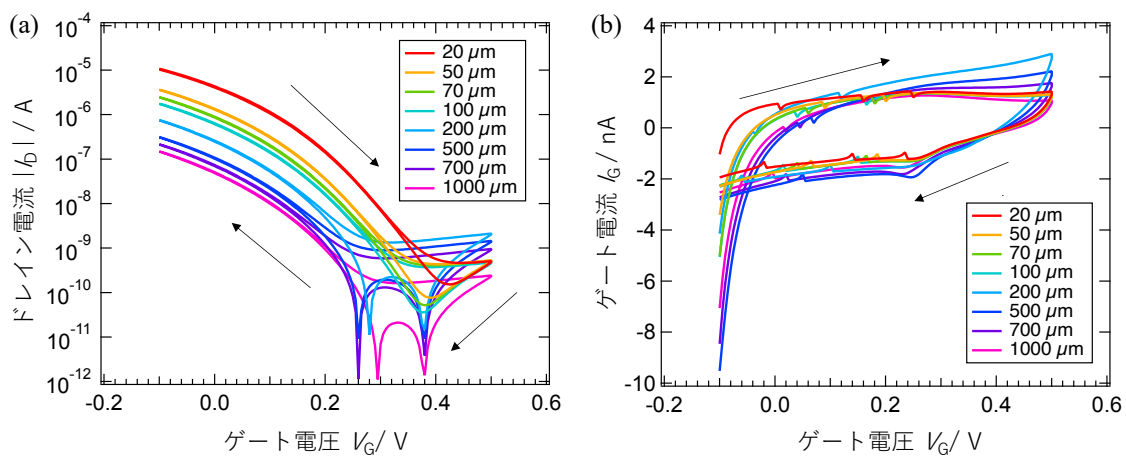 (a)
10⁻⁴
10⁻⁵
10⁻⁶
10⁻⁷
10⁻⁸
10⁻⁹
10⁻¹⁰
10⁻¹¹
10⁻¹²
ドレイン電流 |I_D| / A
20 µm
50 µm
70 µm
100 µm
200 µm
500 µm
700 µm
1000 µm
-0.2 0.0 0.2 0.4 0.6
ゲート電圧 V_G/ V
(b)
4
2
0
-2
-4
-6
-8
-10
ゲート電流 I_G/ nA
20 µm
50 µm
70 µm
100 µm
200 µm
500 µm
700 µm
1000 µm
-0.2 0.0 0.2 0.4 0.6
ゲート電圧 V_G/ V